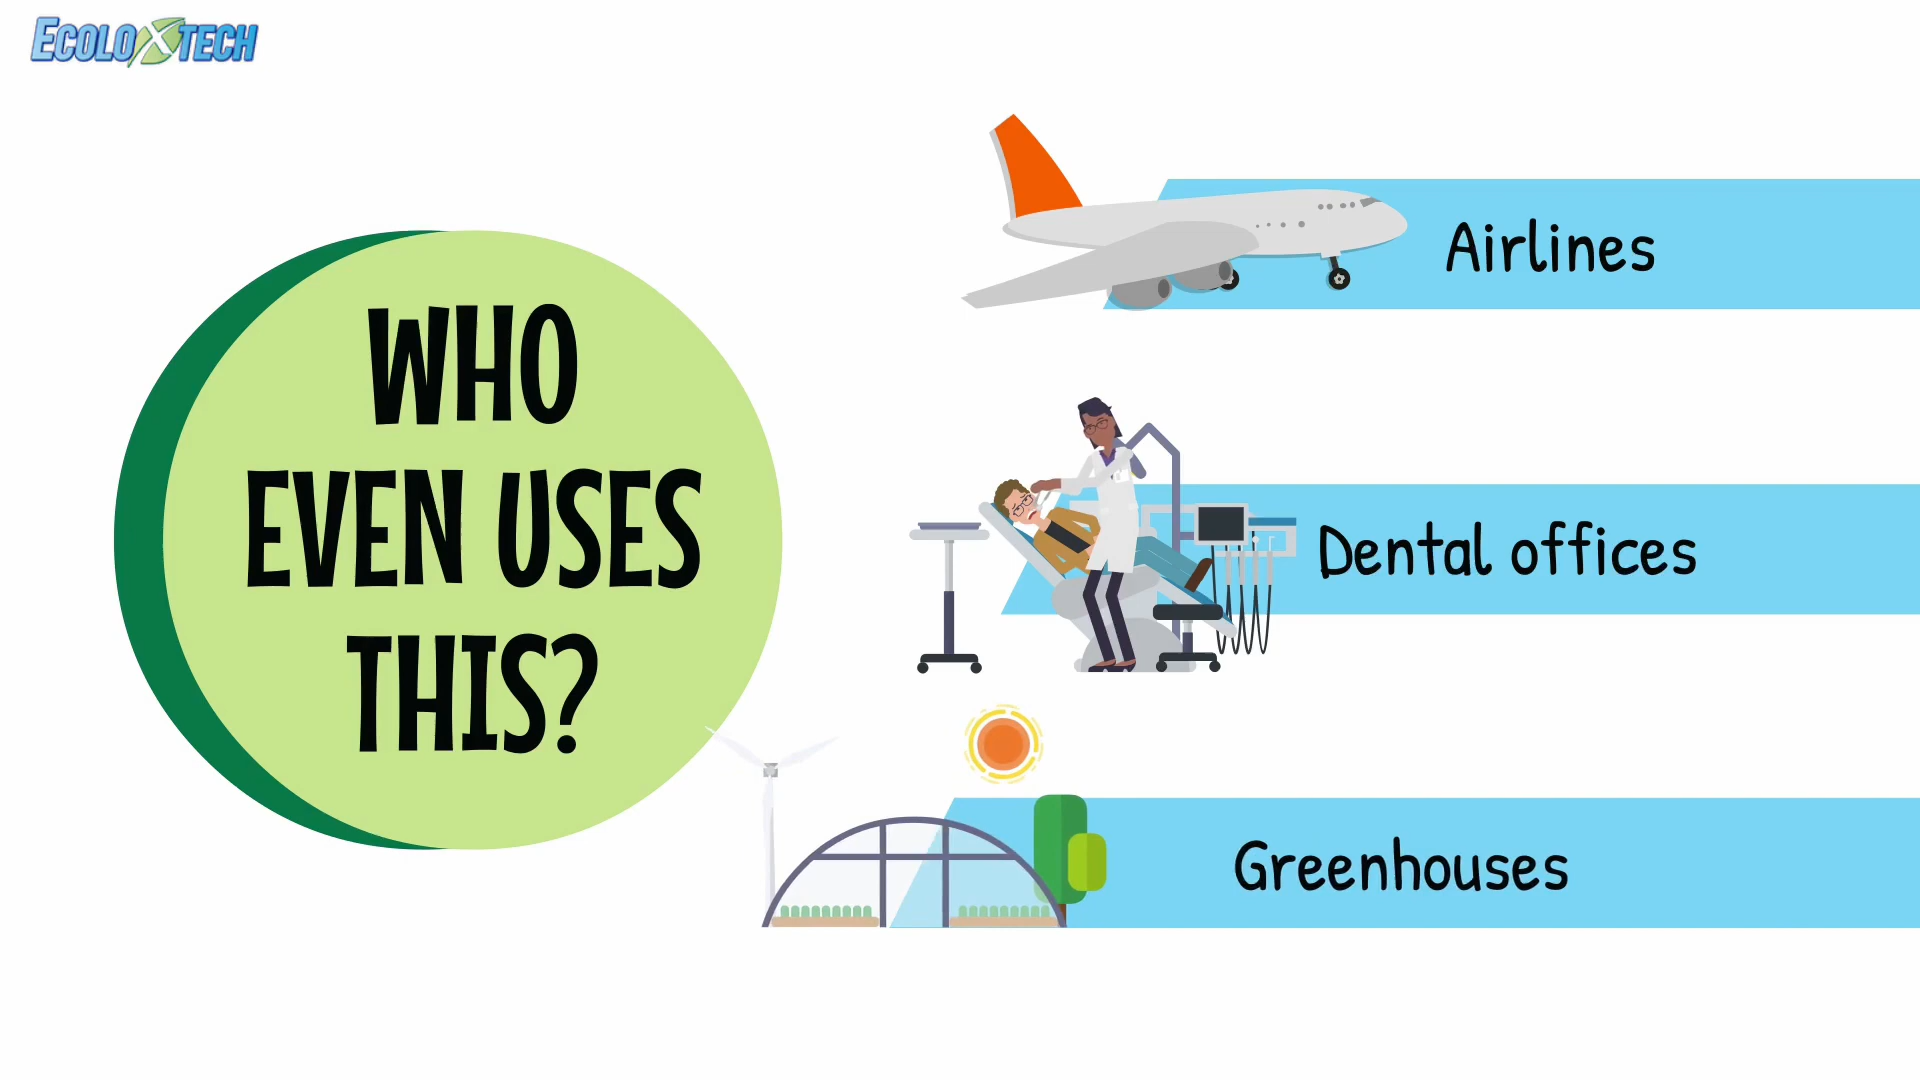 ECOLOXTECH
WHO
EVEN USES
THIS?
Airlines
Dental offices
Greenhouses